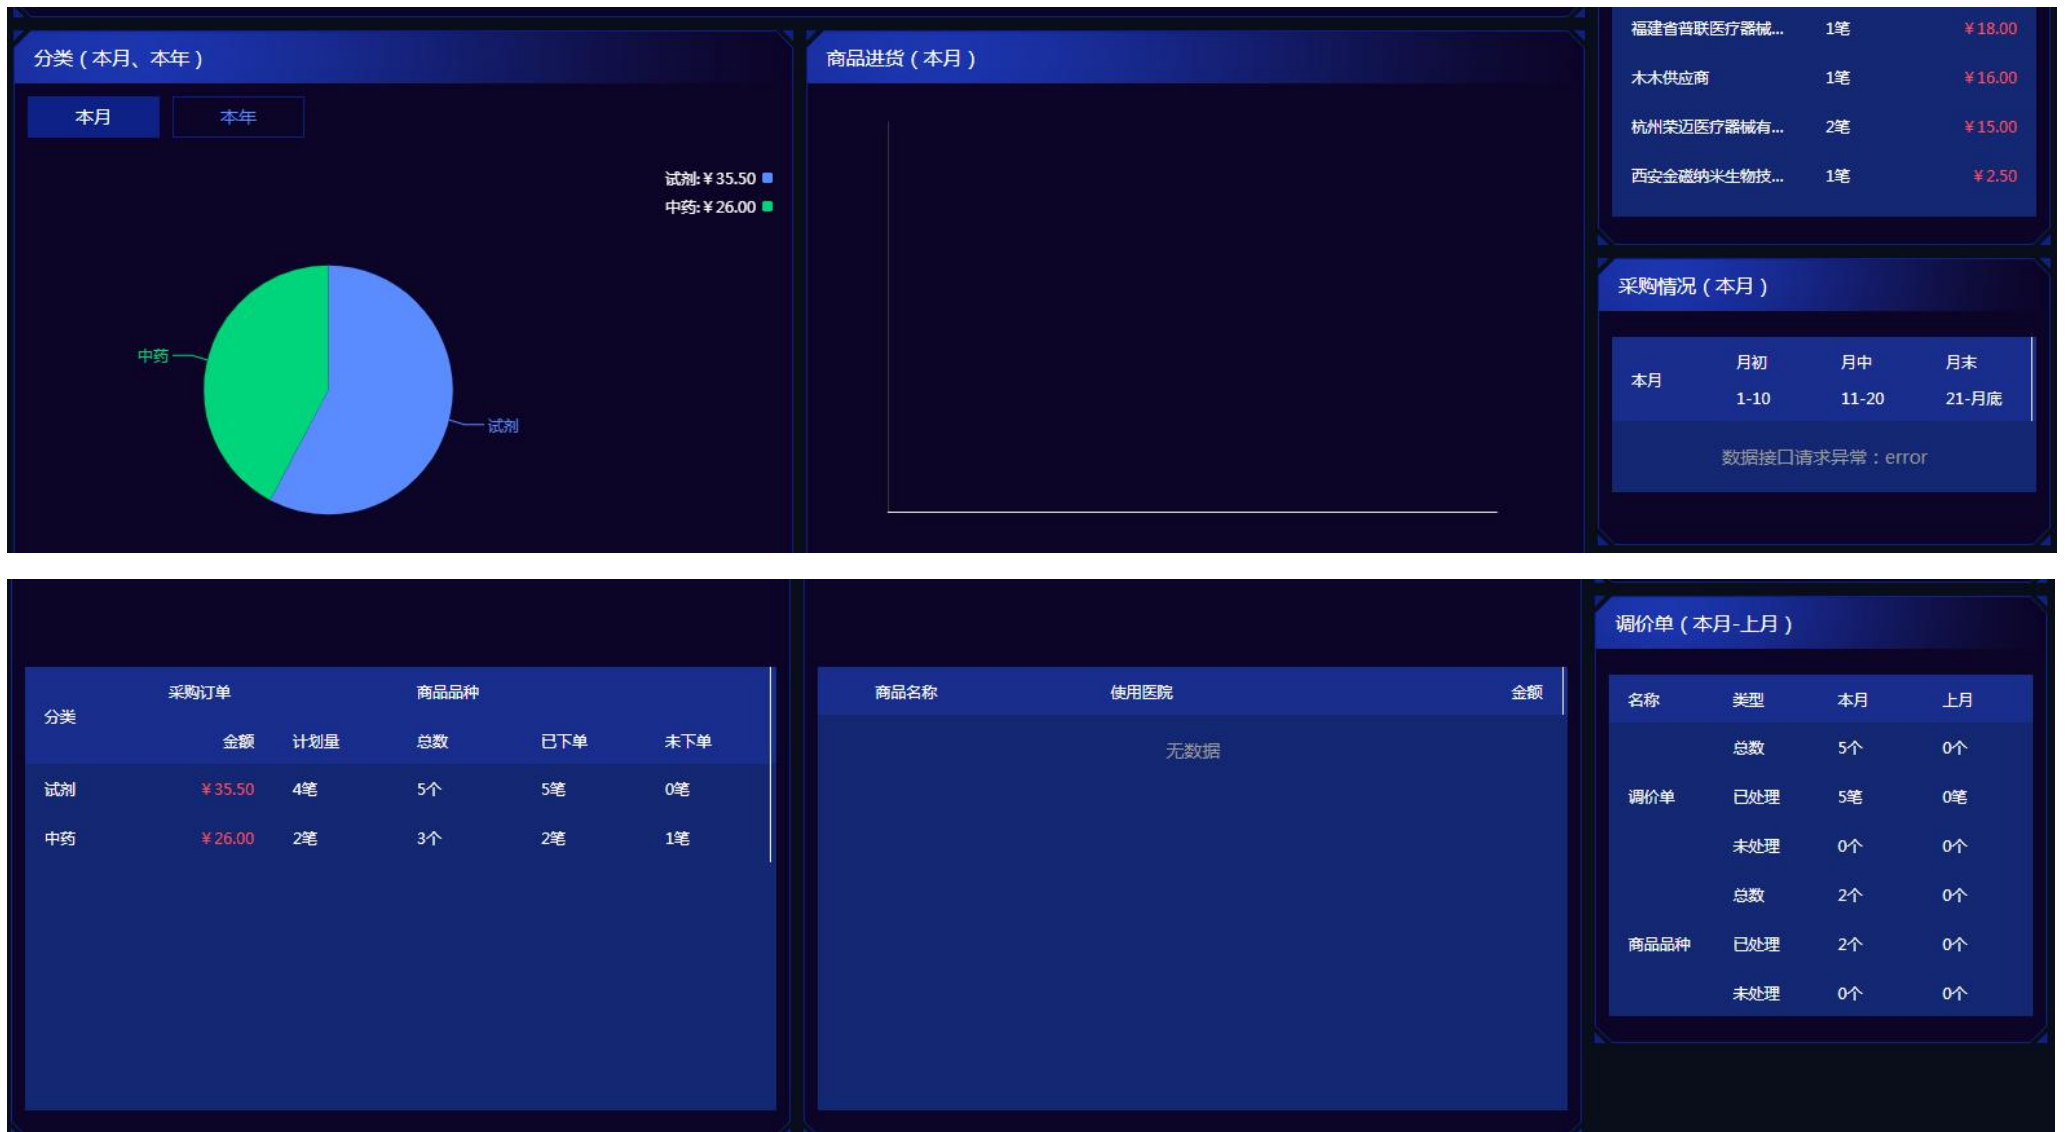 分类（本月、本年）
本月 本年
试剂:￥35.50
中药:￥26.00
中药
试剂
商品进货（本月）
福建省普联医疗器械... 1笔 ￥18.00
木木供应商 1笔 ￥16.00
杭州荣迈医疗器械有... 2笔 ￥15.00
西安金磁纳米生物技... 1笔 ￥2.50
采购情况（本月）
本月 月初 月中 月末
1-10 11-20 21-月底
数据接口请求异常：error
分类 采购订单 商品品种
金额 计划量 总数 已下单 未下单
试剂 ￥35.50 4笔 5个 5笔 0笔
中药 ￥26.00 2笔 3个 2笔 1笔
商品名称 使用医院 金额
无数据
调价单（本月-上月）
名称 类型 本月 上月
总数 5个 0个
调价单 已处理 5笔 0笔
未处理 0个 0个
总数 2个 0个
商品品种 已处理 2个 0个
未处理 0个 0个